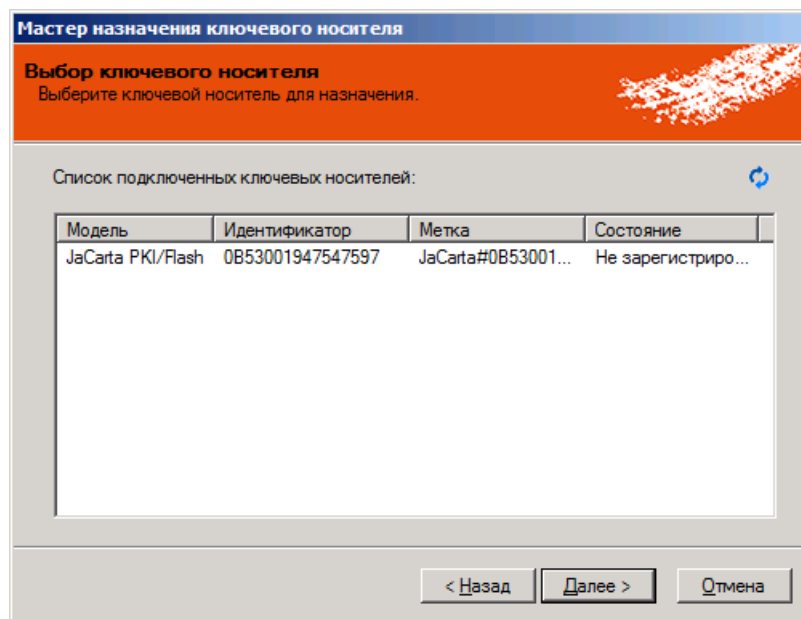 Мастер назначения ключевого носителя
Выбор ключевого носителя
Выберите ключевой носитель для назначения.
Список подключенных ключевых носителей:
Модель Идентификатор Метка Состояние
JaCarta PKI/Flash 0B53001947547597 JaCarta#0B53001... Не зарегистриро...
< Назад Далее > Отмена